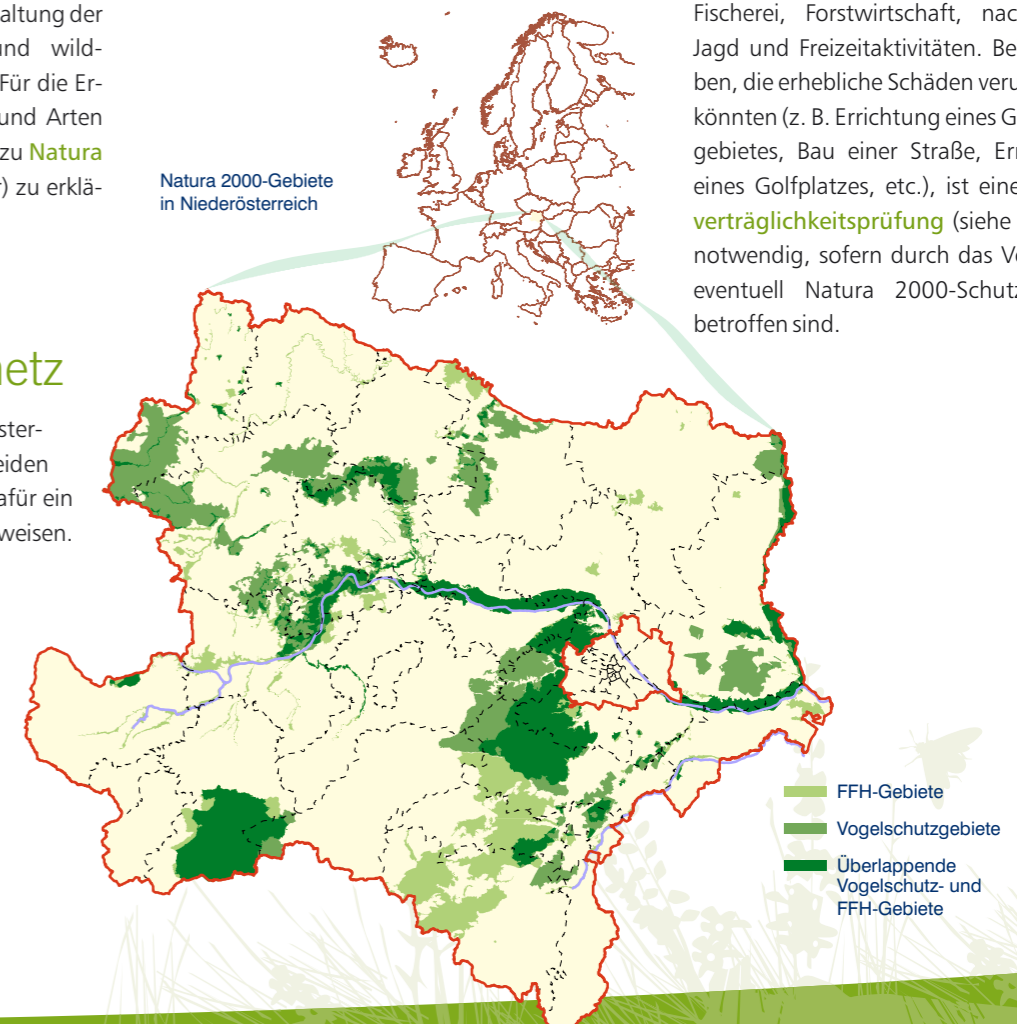 altung der
und wild-
Für die Er-
und Arten
zu Natura
) zu erklä-
netz
ster-
eiden
afür ein
weisen.
Natura 2000-Gebiete
in Niederösterreich
Fischerei, Forstwirtschaft, nac
Jagd und Freizeitaktivitäten. Be
ben, die erhebliche Schäden veru
könnten (z. B. Errichtung eines G
gebietes, Bau einer Straße, Er
eines Golfplatzes, etc.), ist eine
verträglichkeitsprüfung (siehe
notwendig, sofern durch das Vo
eventuell Natura 2000-Schutz
betroffen sind.
FFH-Gebiete
Vogelschutzgebiete
Überlappende
Vogelschutz- und
FFH-Gebiete